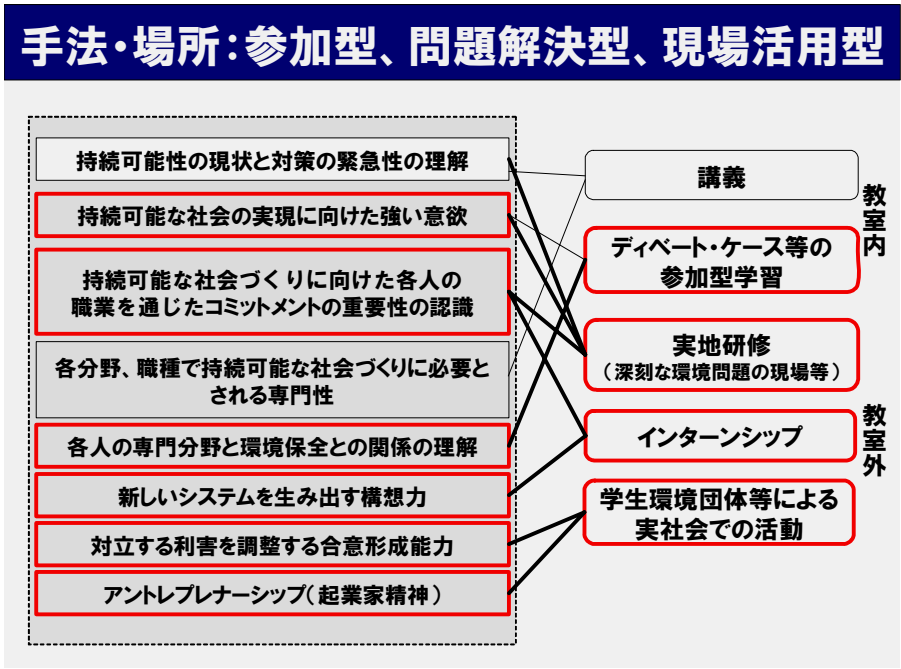 手法・場所：参加型、問題解決型、現場活用型
持続可能性の現状と対策の緊急性の理解
持続可能な社会の実現に向けた強い意欲
持続可能な社会づくりに向けた各人の
職業を通じたコミットメントの重要性の認識
各分野、職種で持続可能な社会づくりに必要と
される専門性
各人の専門分野と環境保全との関係の理解
新しいシステムを生み出す構想力
対立する利害を調整する合意形成能力
アントレプレナーシップ（起業家精神）
講義
ディベート・ケース等の
参加型学習
実地研修
（深刻な環境問題の現場等）
インターンシップ
学生環境団体等による
実社会での活動
教室内
教室外